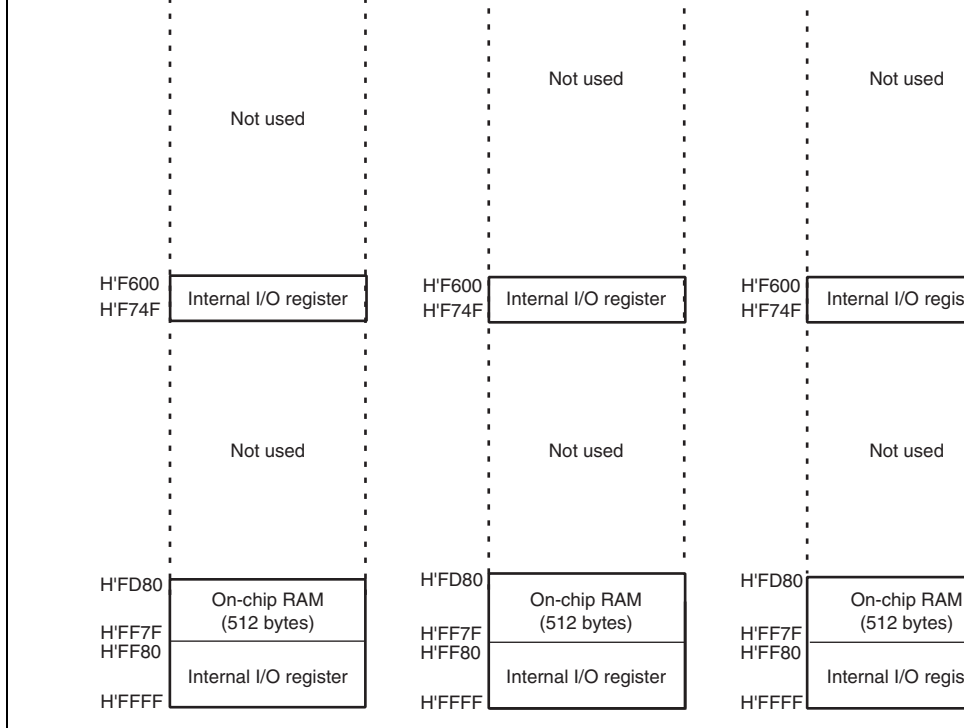 Not used
H'F600
H'F74F
Internal I/O register
Not used
H'FD80
On-chip RAM
(512 bytes)
H'FF7F
H'FF80
Internal I/O register
H'FFFF
Not used
H'F600
H'F74F
Internal I/O register
Not used
H'FD80
On-chip RAM
(512 bytes)
H'FF7F
H'FF80
Internal I/O register
H'FFFF
Not used
H'F600
H'F74F
Internal I/O regis
Not used
H'FD80
On-chip RAM
(512 bytes)
H'FF7F
H'FF80
Internal I/O regis
H'FFFF